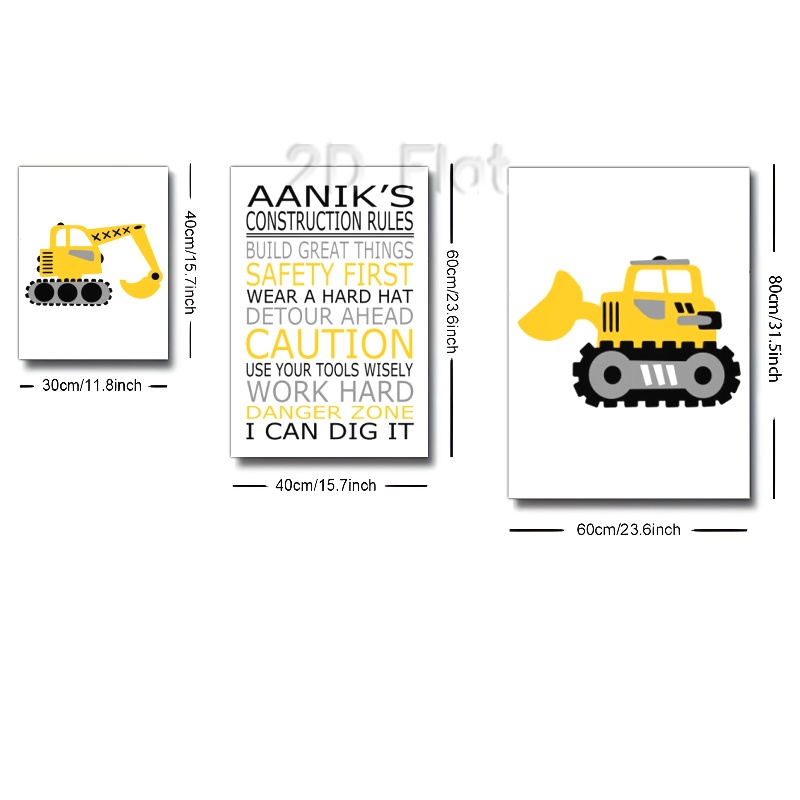 2D Flat
AANIK'S
CONSTRUCTION RULES
BUILD GREAT THINGS
SAFETY FIRST
WEAR A HARD HAT
DETOUR AHEAD
CAUTION
USE YOUR TOOLS WISELY
WORK HARD
DANGER ZONE
I CAN DIG IT
40cm/15.7inch
30cm/11.8inch
60cm/23.6inch
40cm/15.7inch
80cm/31.5inch
60cm/23.6inch